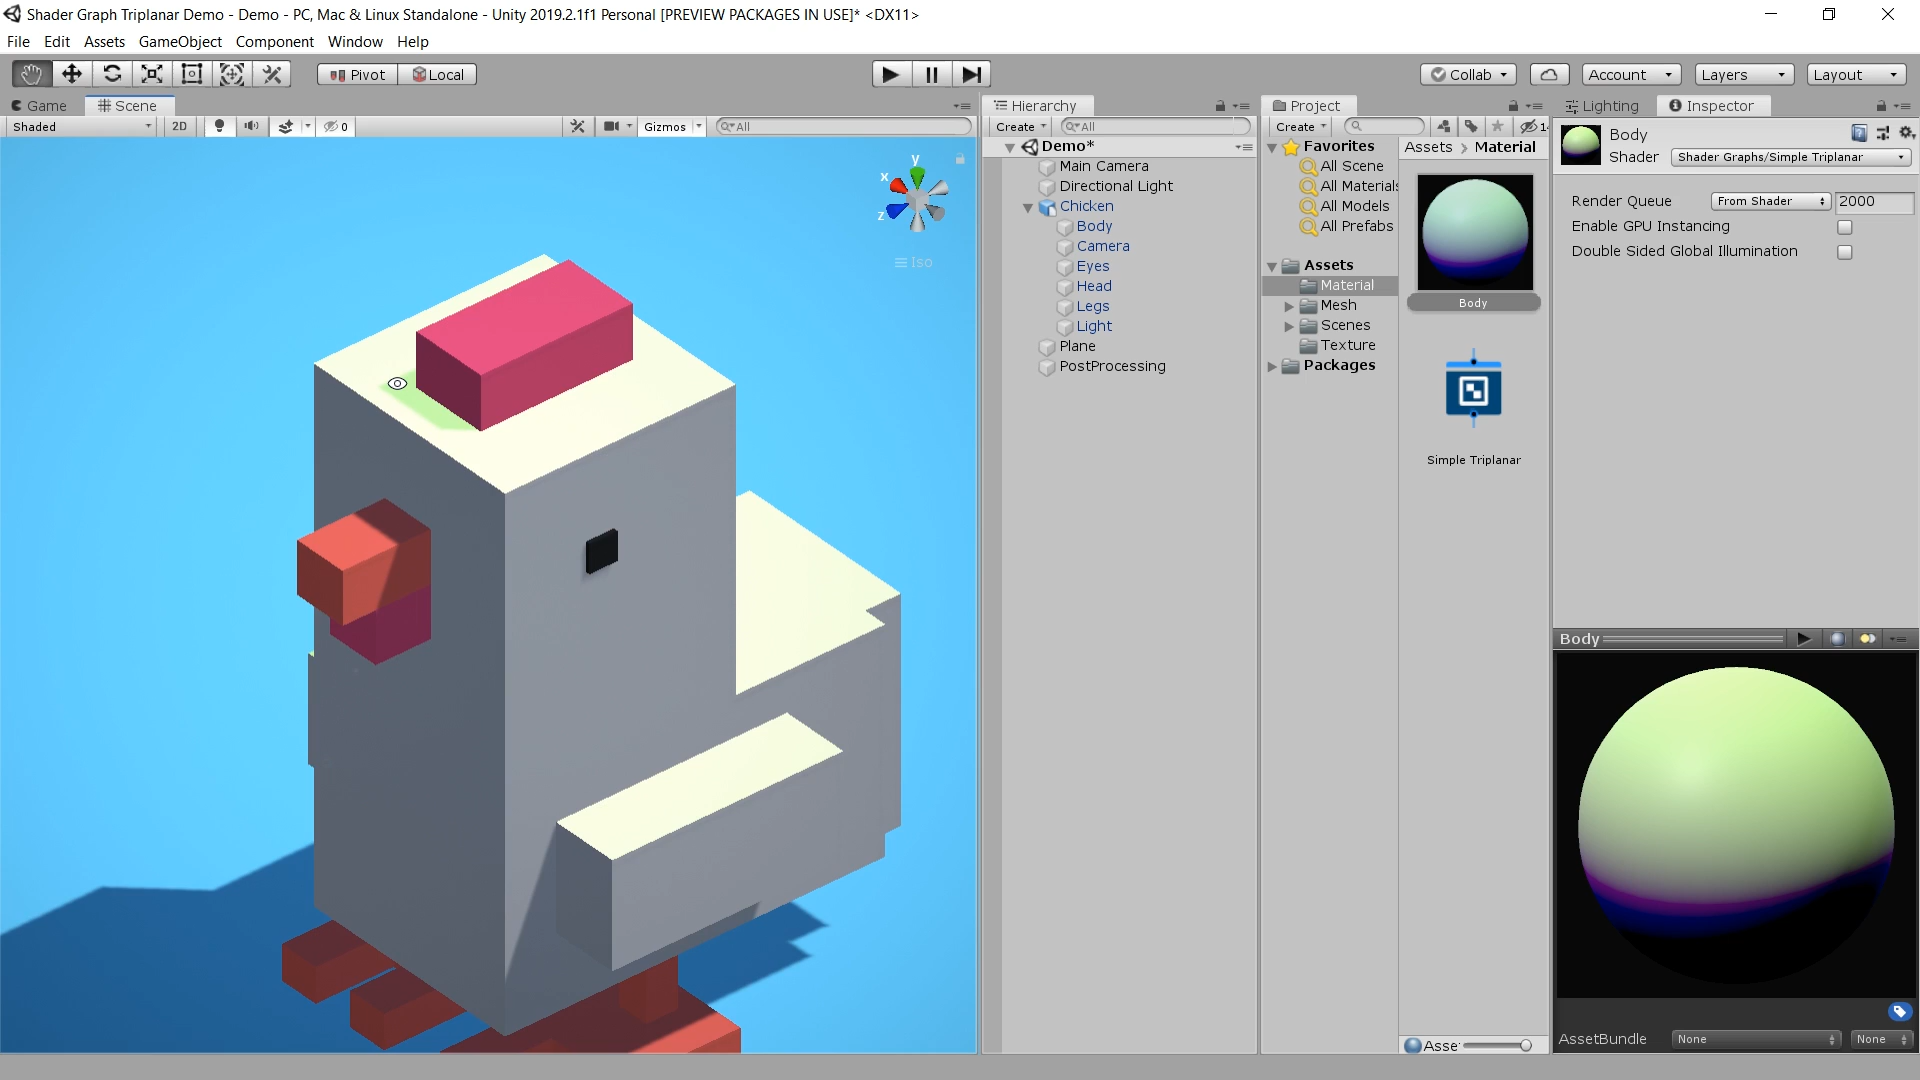 Shader Graph Triplanar Demo - Demo - PC, Mac & Linux Standalone - Unity 2019.2.1f1 Personal [PREVIEW PACKAGES IN USE]* <DX11>
File Edit Assets GameObject Component Window Help
Pivot Local Collab Account Layers Layout
Game Scene Hierarchy Project Lighting Inspector
Shaded 2D 0 Gizmos All Create All Create 14
Demo*
Main Camera
Directional Light
Chicken
Body
Camera
Eyes
Head
Legs
Light
Plane
PostProcessing
Favorites
All Scene
All Materials
All Models
All Prefabs
Assets
Material
Mesh
Scenes
Texture
Packages
Assets > Material
Body
Simple Triplanar
Asse
Body
Shader Shader Graphs/Simple Triplanar
Render Queue From Shader 2000
Enable GPU Instancing
Double Sided Global Illumination
y
x
z
Iso
Body
AssetBundle None None